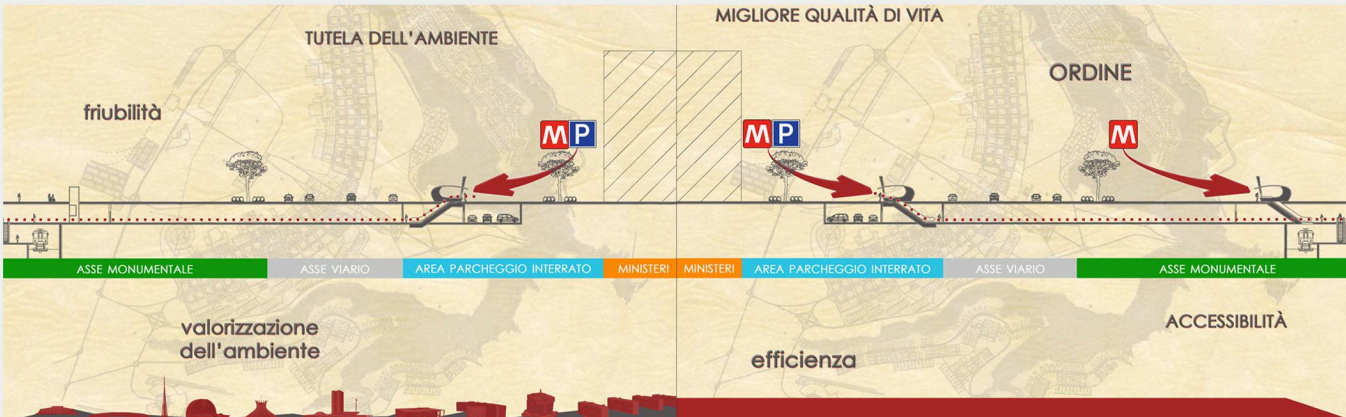 MIGLIORE QUALITÀ DI VITA
TUTELA DELL'AMBIENTE
ORDINE
friubilità
M P
M P
M
ASSE MONUMENTALE ASSE VIARIO AREA PARCHEGGIO INTERRATO MINISTERI MINISTERI AREA PARCHEGGIO INTERRATO ASSE VIARIO ASSE MONUMENTALE
valorizzazione
dell'ambiente
ACCESSIBILITÀ
efficienza